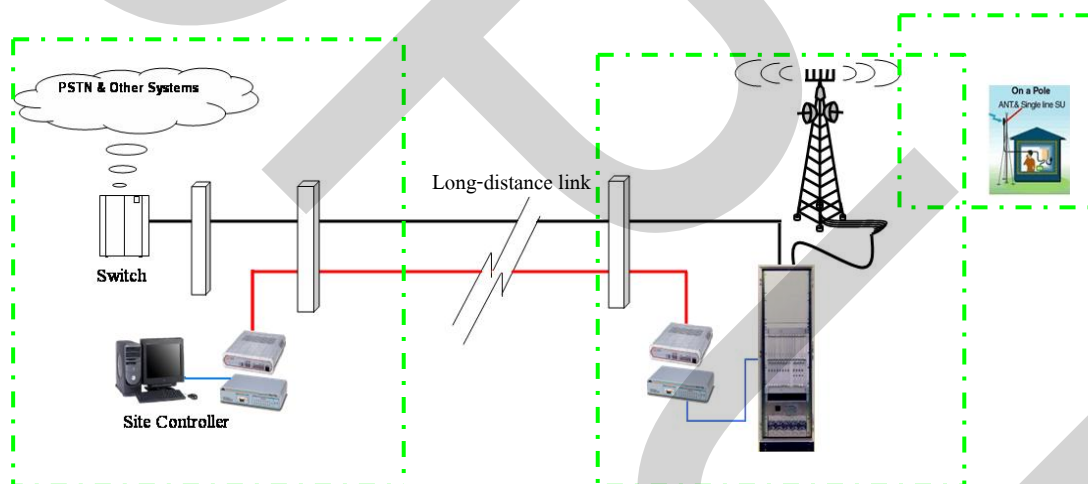 PSTN & Other Systems
On a Pole
ANT.& Single line SU
Long-distance link
Switch
Site Controller